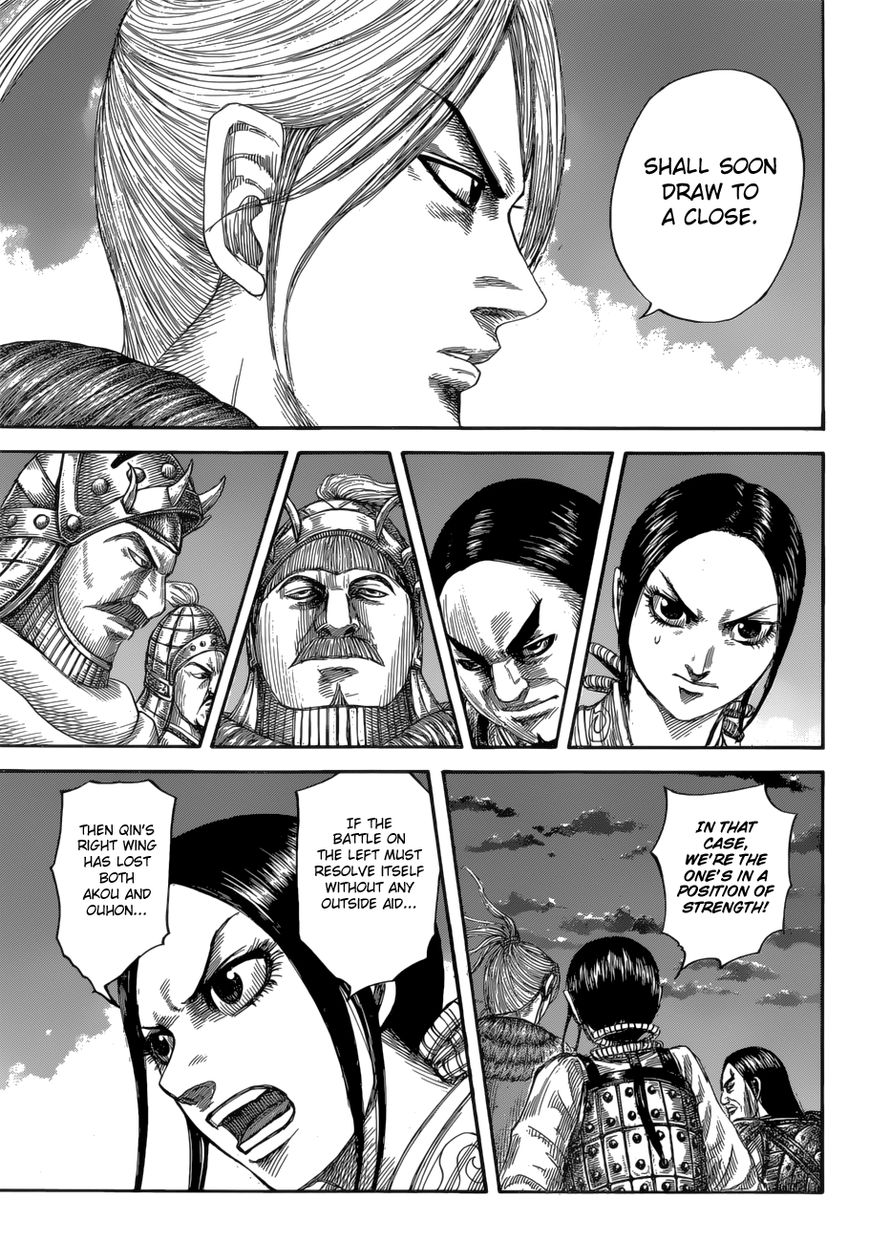 SHALL SOON
DRAW TO
A CLOSE.
IN THAT
CASE,
WE'RE THE
ONE'S IN A
POSITION OF
STRENGTH!
IF THE
BATTLE ON
THE LEFT MUST
RESOLVE ITSELF
WITHOUT ANY
OUTSIDE AID...
THEN QIN'S
RIGHT WING
HAS LOST
BOTH
AKOU AND
OUHON...